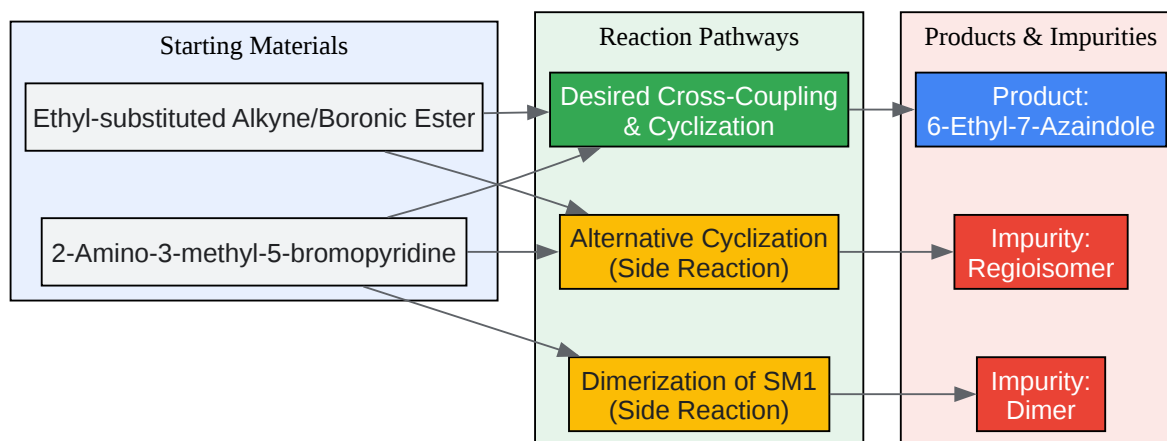 Starting Materials
Ethyl-substituted Alkyne/Boronic Ester
2-Amino-3-methyl-5-bromopyridine
Reaction Pathways
Desired Cross-Coupling
& Cyclization
Alternative Cyclization
(Side Reaction)
Dimerization of SM1
(Side Reaction)
Products & Impurities
Product:
6-Ethyl-7-Azaindole
Impurity:
Regioisomer
Impurity:
Dimer